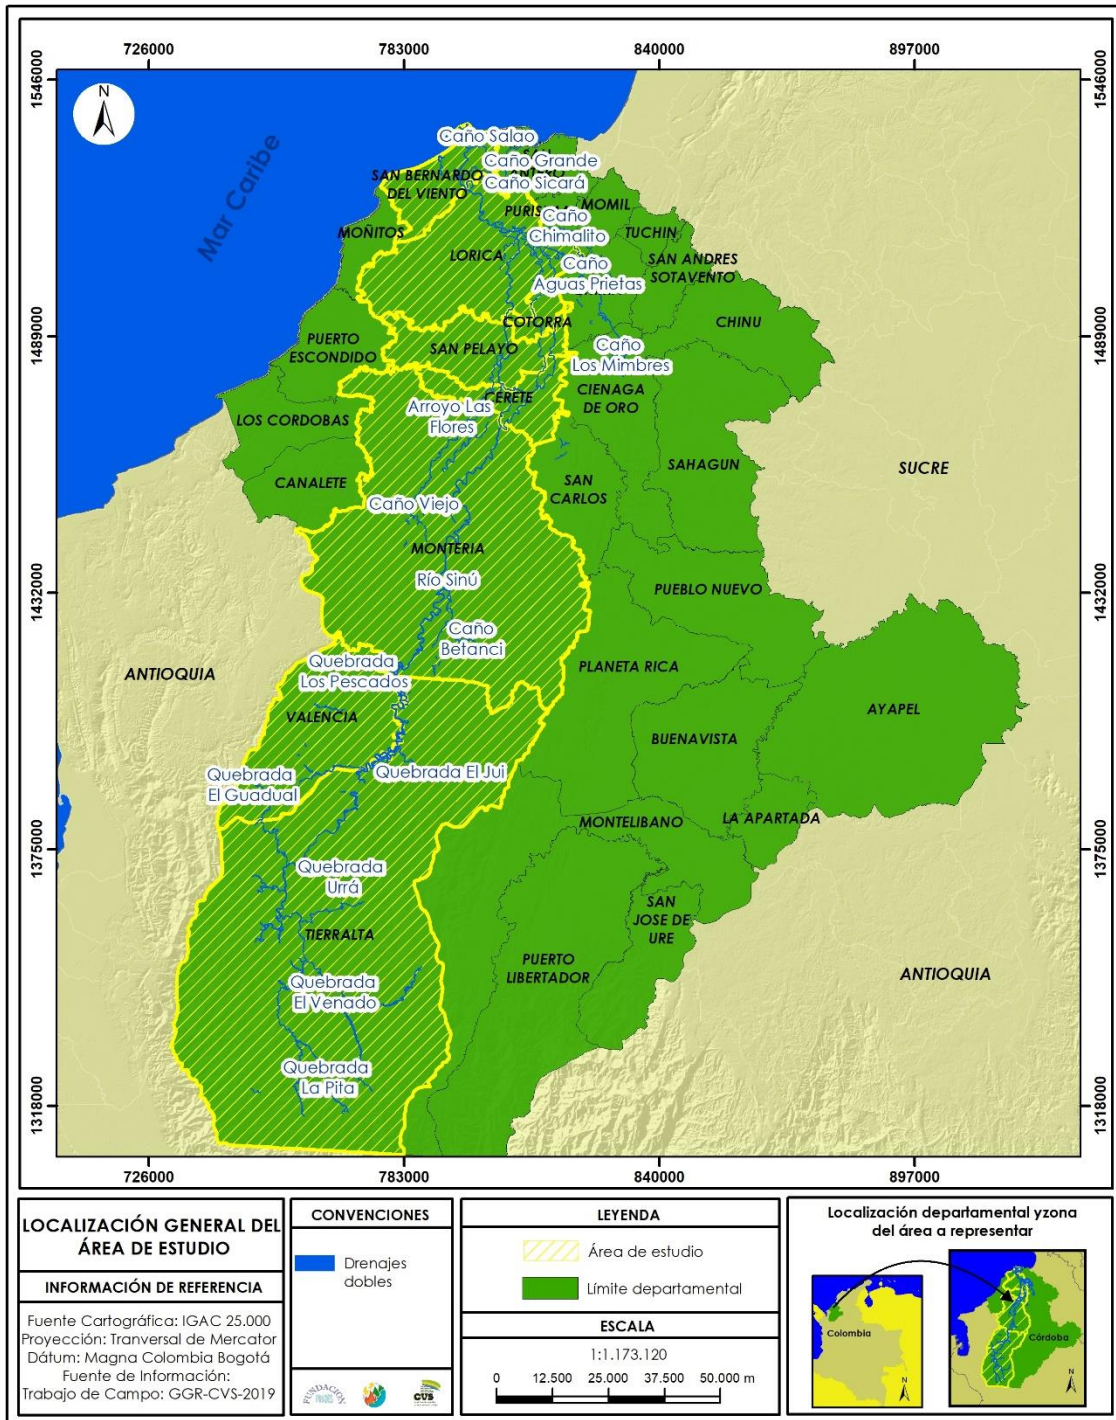 726000
783000
840000
897000
1546000
1546000
N
Mar Caribe
Caño Salao
SAN
Caño Grande
SAN BERNARDO
DEL VIENTO
Caño Sicará
MOMIL
MOÑITOS
Caño
Chimalito
TUCHIN
LORICA
SAN ANDRES
SOTAVENTO
Caño
Aguas Prietas
CHINU
COTORRA
1489000
1489000
PUERTO
ESCONDIDO
SAN PELAYO
Caño
Los Mimbres
CERETE
CIENAGA
DE ORO
Arroyo Las
Flores
LOS CORDOBAS
SAHAGUN
SUCRE
CANALETE
SAN
CARLOS
Caño Viejo
MONTERIA
Río Sinú
PUEBLO NUEVO
1432000
1432000
Caño
Betanci
Quebrada
Los Pescados
PLANETA RICA
ANTIOQUIA
VALENCIA
AYAPEL
BUENAVISTA
Quebrada
El Guadual
Quebrada El Jui
MONTELIBANO
LA APARTADA
1375000
1375000
Quebrada
Urrá
SAN
JOSE DE
URE
TIERRALTA
PUERTO
LIBERTADOR
ANTIOQUIA
Quebrada
El Venado
Quebrada
La Pita
1318000
1318000
726000
783000
840000
897000
LOCALIZACIÓN GENERAL DEL
ÁREA DE ESTUDIO
INFORMACIÓN DE REFERENCIA
Fuente Cartográfica: IGAC 25.000
Proyección: Tranversal de Mercator
Dátum: Magna Colombia Bogotá
Fuente de Información:
Trabajo de Campo: GGR-CVS-2019
CONVENCIONES
Drenajes
dobles
FUNDACIÓN
CVS
LEYENDA
Área de estudio
Límite departamental
ESCALA
1:1.173.120
0 12.500 25.000 37.500 50.000 m
Localización departamental yzona
del área a representar
Colombia
N
Córdoba
N